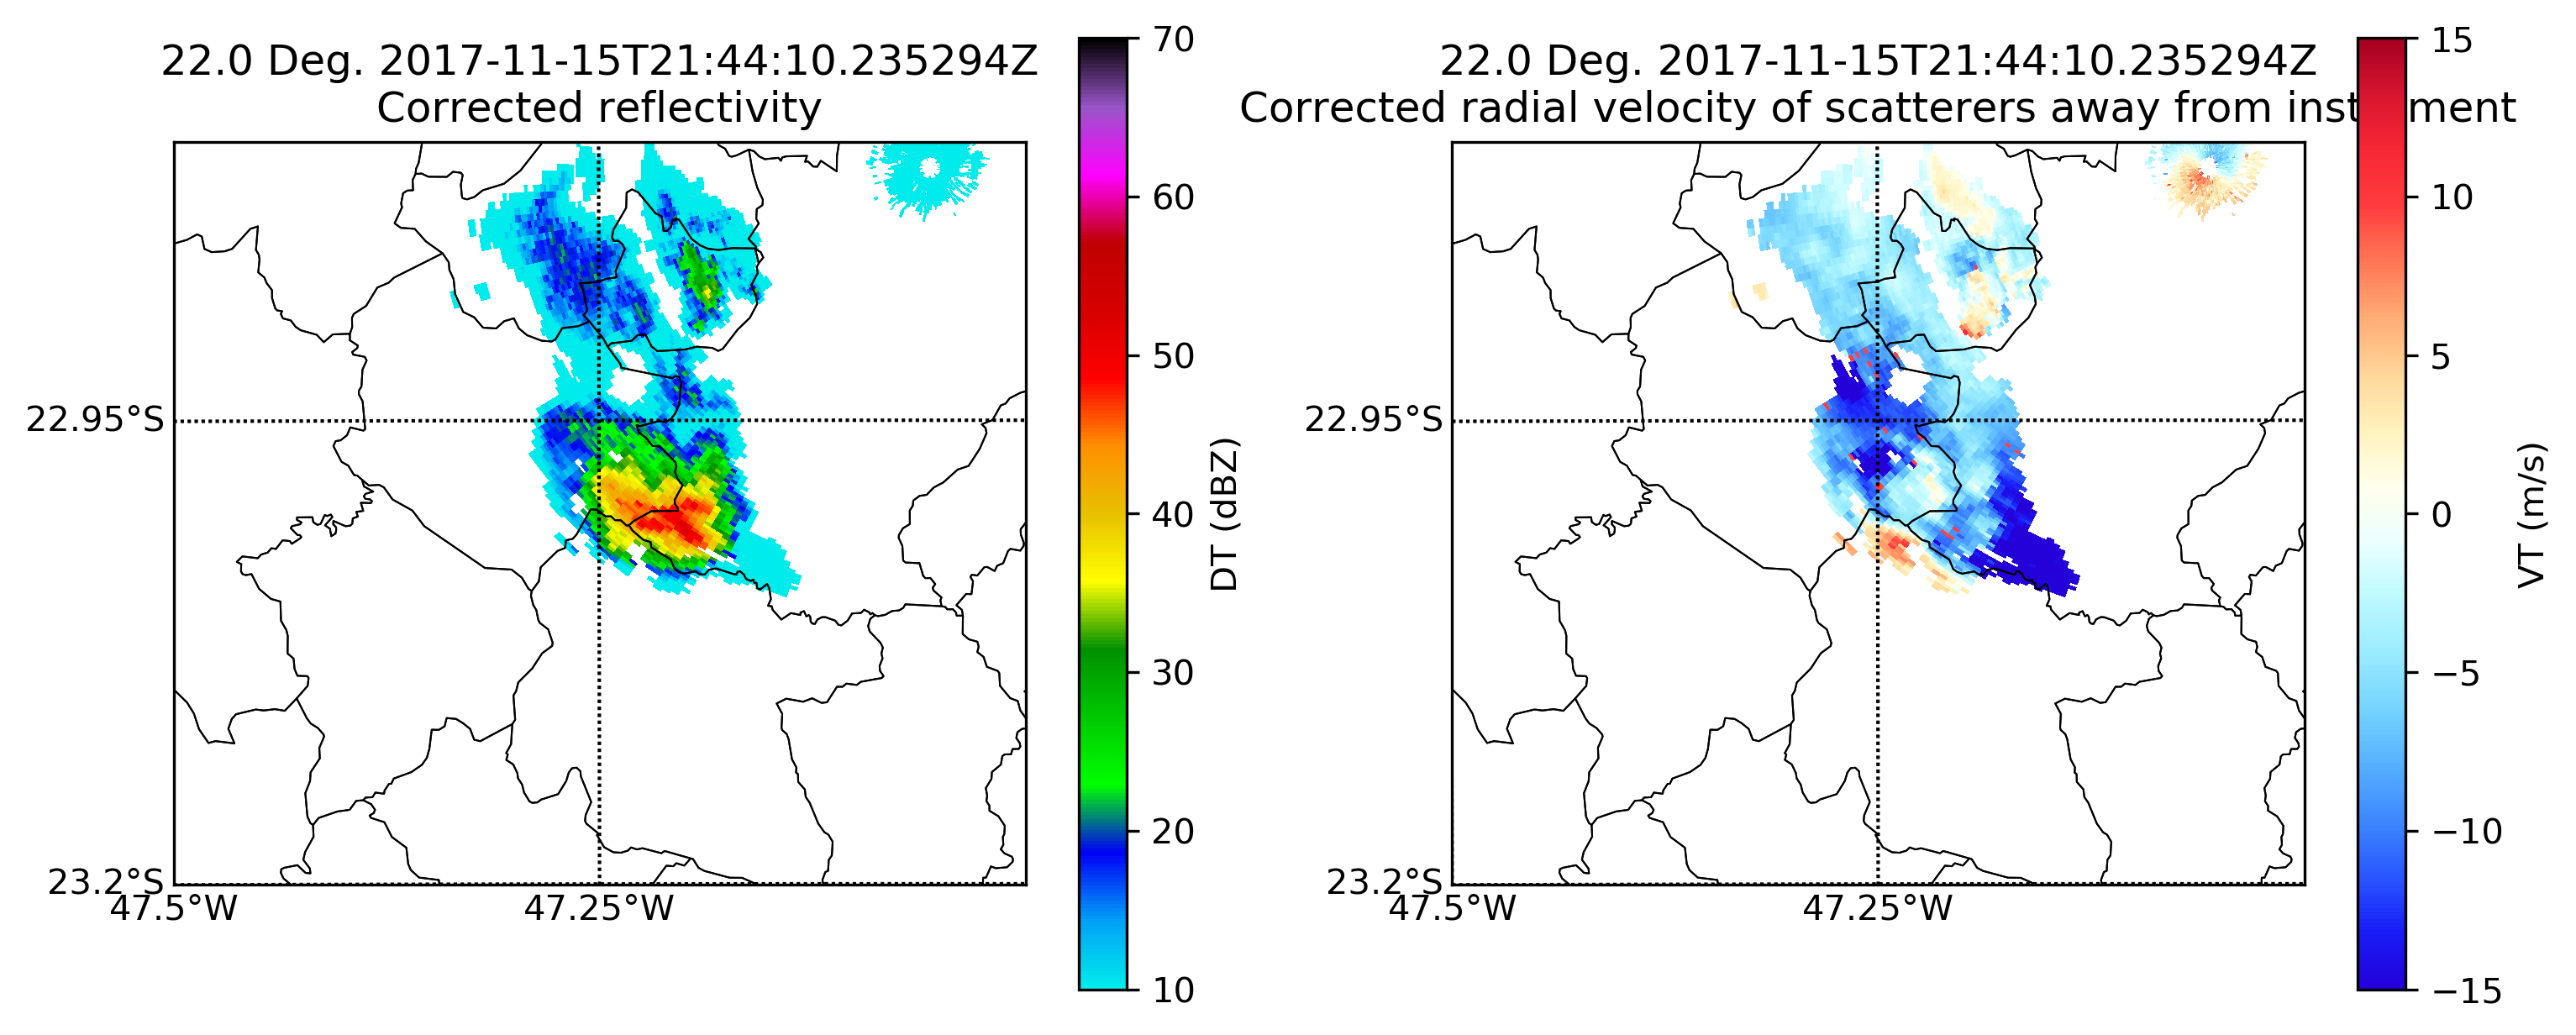 22.0 Deg. 2017-11-15T21:44:10.235294Z
Corrected reflectivity
22.95°S
23.2°S
47.5°W
47.25°W
70
60
50
40
30
20
10
DT (dBZ)
22.0 Deg. 2017-11-15T21:44:10.235294Z
Corrected radial velocity of scatterers away from inst ment
22.95°S
23.2°S
47.5°W
47.25°W
15
10
5
0
−5
−10
−15
VT (m/s)